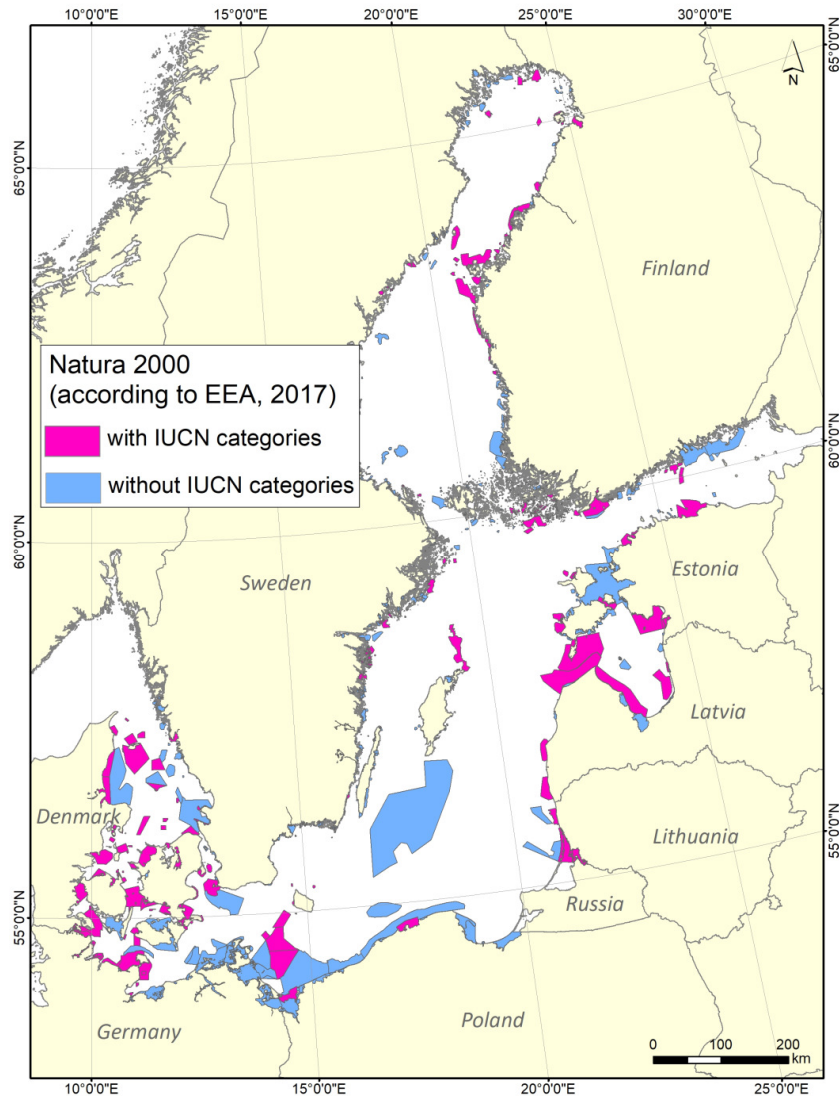 10°0'0"E 15°0'0"E 20°0'0"E 25°0'0"E 30°0'0"E
65°0'0"N
N
65°0'0"N
Finland
Natura 2000
(according to EEA, 2017)
with IUCN categories
without IUCN categories
60°0'0"N
60°0'0"N
Sweden
Estonia
Latvia
Denmark
Lithuania
55°0'0"N
Russia
55°0'0"N
Germany
Poland
0 100 200
km
10°0'0"E 15°0'0"E 20°0'0"E 25°0'0"E